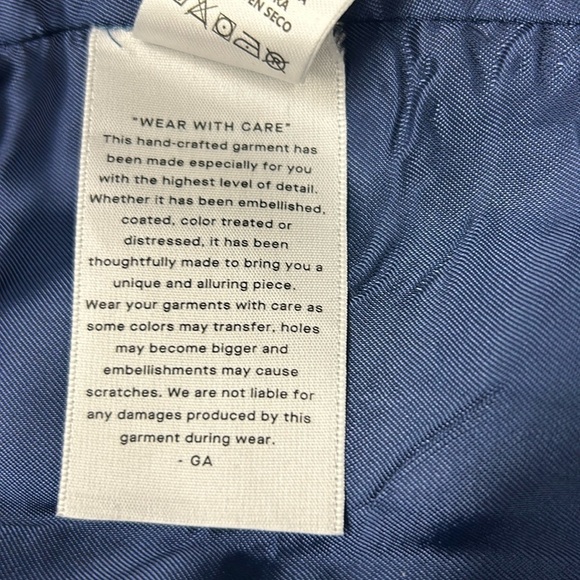 EN SECO
"WEAR WITH CARE"
This hand-crafted garment has
been made especially for you
with the highest level of detail.
Whether it has been embellished,
coated, color treated or
distressed, it has been
thoughtfully made to bring you a
unique and alluring piece.
Wear your garments with care as
some colors may transfer, holes
may become bigger and
embellishments may cause
scratches. We are not liable for
any damages produced by this
garment during wear.
- GA